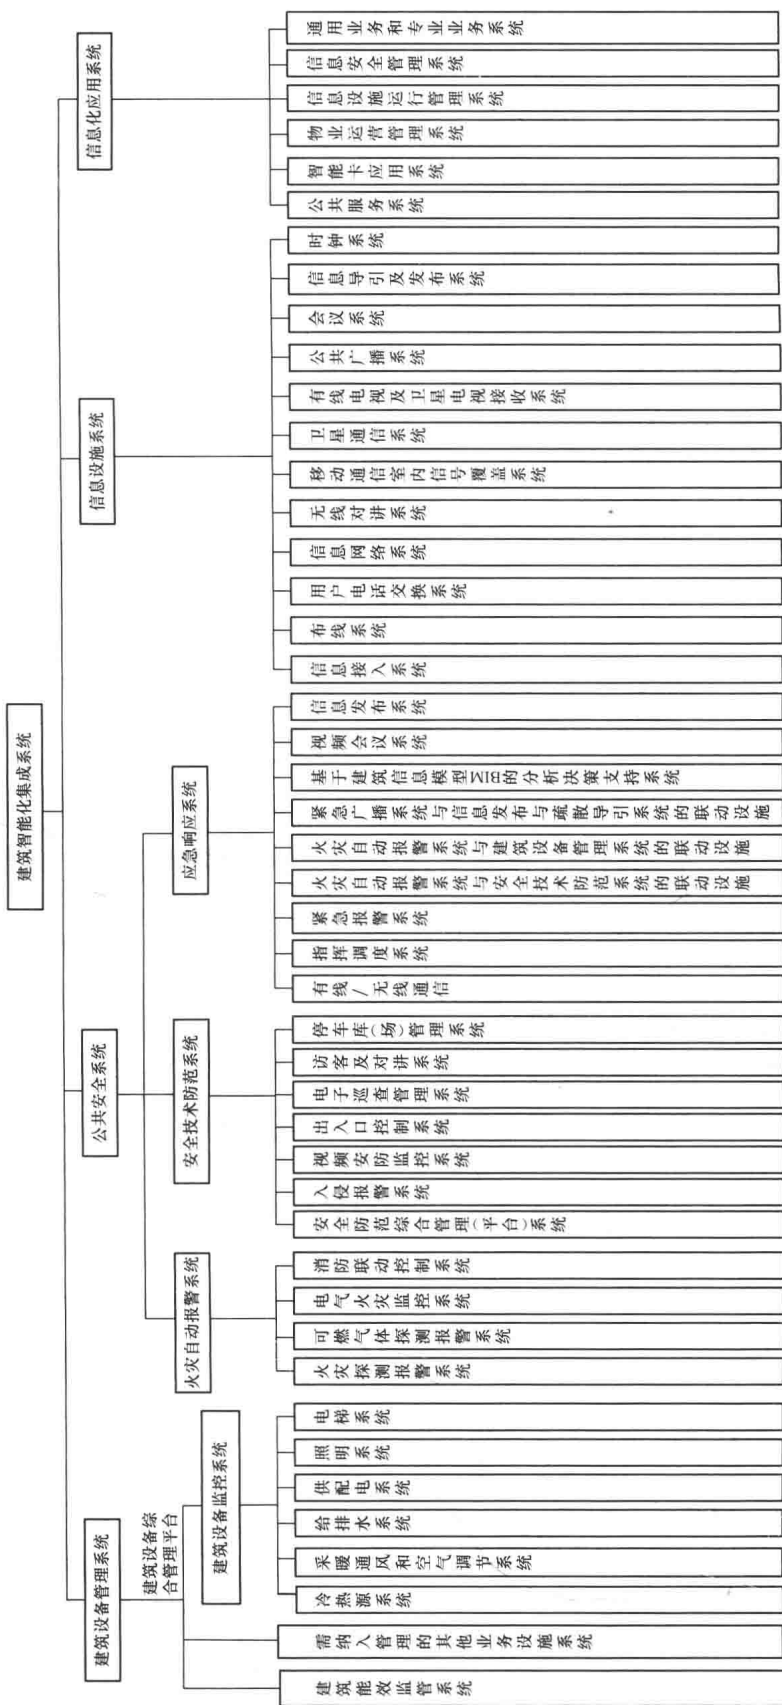 建筑智能化集成系统
建筑设备管理系统
公共安全系统
信息设施系统
信息化应用系统
建筑设备综
合管理平台
建筑设备监控系统
火灾自动报警系统
安全技术防范系统
应急响应系统
建筑能效监管系统
需纳入管理的其他业务设施系统
冷热源系统
采暖通风和空气调节系统
给排水系统
供配电系统
照明系统
电梯系统
火灾探测报警系统
可燃气体探测报警系统
电气火灾监控系统
消防联动控制系统
安全防范综合管理(平台)系统
入侵报警系统
视频安防监控系统
出入口控制系统
电子巡查管理系统
访客及对讲系统
停车库(场)管理系统
有线/无线通信
指挥调度系统
紧急报警系统
火灾自动报警系统与安全技术防范系统的联动设施
火灾自动报警系统与建筑设备管理系统的联动设施
紧急广播系统与信息发布与疏散导引系统的联动设施
基于建筑信息模型BIM的分析决策支持系统
视频会议系统
信息发布系统
信息接入系统
布线系统
用户电话交换系统
信息网络系统
无线对讲系统
移动通信室内信号覆盖系统
卫星通信系统
有线电视及卫星电视接收系统
公共广播系统
会议系统
信息导引及发布系统
时钟系统
公共服务系统
智能卡应用系统
物业运营管理系统
信息设施运行管理系统
信息安全管理系统
通用业务和专业业务系统